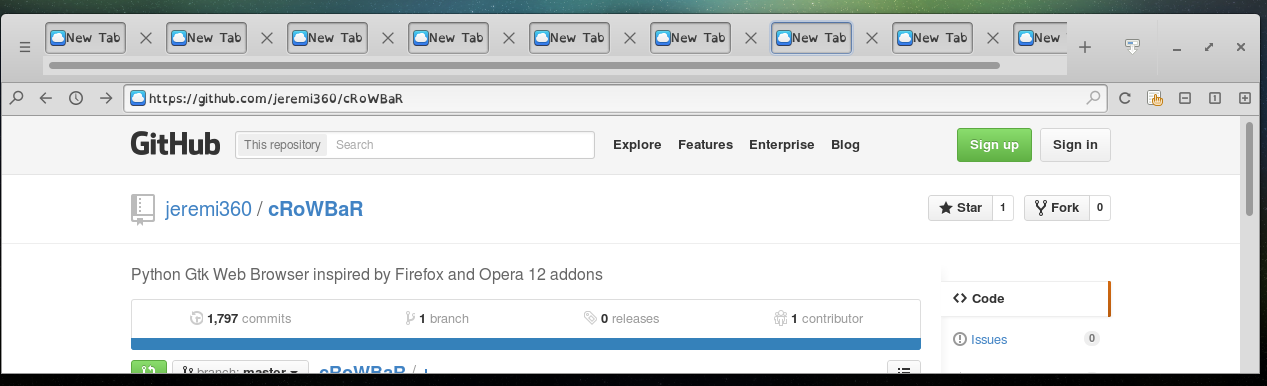 New Tab New Tab New Tab New Tab New Tab New Tab New Tab New Tab New
https://github.com/jeremi360/cRoWBaR
GitHub This repository Search Explore Features Enterprise Blog Sign up Sign in
jeremi360 / cRoWBaR Star 1 Fork 0
Python Gtk Web Browser inspired by Firefox and Opera 12 addons
Code
1,797 commits 1 branch 0 releases 1 contributor
Issues 0
branch: master cRoWBaR /